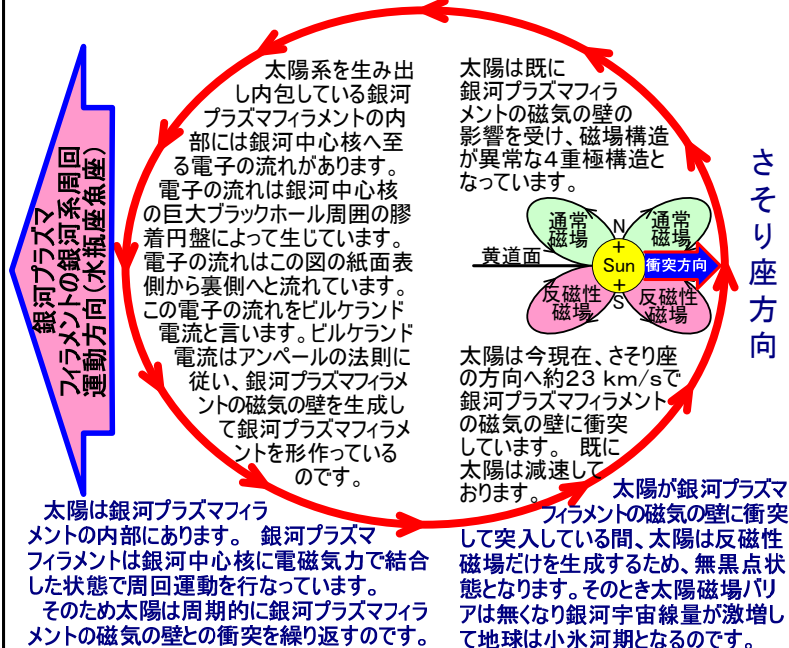 銀河プラズマ
フィラメントの銀河系周回
運動方向(水瓶座魚座)
太陽系を生み出
し内包している銀河
プラズマフィラメントの内
部には銀河中心核へ至
る電子の流れがあります。
電子の流れは銀河中心核
の巨大ブラックホール周囲の膠
着円盤によって生じています。
電子の流れはこの図の紙面表
側から裏側へと流れています。
この電子の流れをビルケランド
電流と言います。ビルケランド
電流はアンペールの法則に
従い、銀河プラズマフィラメ
ントの磁気の壁を生成し
て銀河プラズマフィラメ
ントを形作っている
のです。
太陽は既に
銀河プラズマフィラ
メントの磁気の壁の
影響を受け、磁場構造
が異常な4重極構造と
なっています。
通常
磁場
N
通常
磁場
黄道面
+
Sun
+
衝突方向
反磁性
磁場
S
反磁性
磁場
さそり座方向
太陽は今現在、さそり座
の方向へ約23 km/sで
銀河プラズマフィラメント
の磁気の壁に衝突
しています。 既に
太陽は減速して
おります。
太陽は銀河プラズマフィラ
メントの内部にあります。 銀河プラズマ
フィラメントは銀河中心核に電磁気力で結合
した状態で周回運動を行なっています。
そのため太陽は周期的に銀河プラズマフィラ
メントの磁気の壁との衝突を繰り返すのです。
太陽が銀河プラズマ
フィラメントの磁気の壁に衝突
して突入している間、太陽は反磁性
磁場だけを生成するため、無黒点状
態となります。そのとき太陽磁場バリ
アは無くなり銀河宇宙線量が激増し
て地球は小氷河期となるのです。